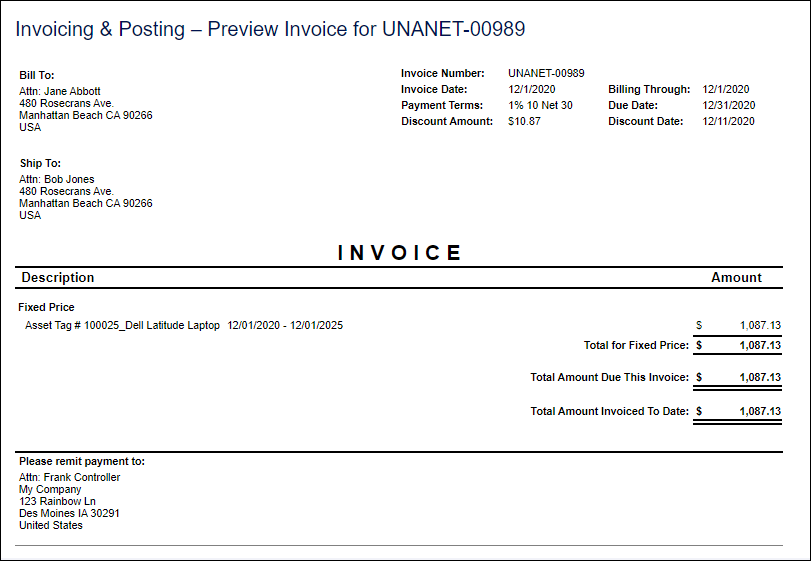 Invoicing & Posting – Preview Invoice for UNANET-00989
Bill To:
Attn: Jane Abbott
480 Rosecrans Ave.
Manhattan Beach CA 90266
USA
Invoice Number: UNANET-00989
Invoice Date: 12/1/2020 Billing Through: 12/1/2020
Payment Terms: 1% 10 Net 30 Due Date: 12/31/2020
Discount Amount: $10.87 Discount Date: 12/11/2020
Ship To:
Attn: Bob Jones
480 Rosecrans Ave.
Manhattan Beach CA 90266
USA
INVOICE
Description Amount
Fixed Price
Asset Tag # 100025_Dell Latitude Laptop 12/01/2020 - 12/01/2025 $ 1,087.13
Total for Fixed Price: $ 1,087.13
Total Amount Due This Invoice: $ 1,087.13
Total Amount Invoiced To Date: $ 1,087.13
Please remit payment to:
Attn: Frank Controller
My Company
123 Rainbow Ln
Des Moines IA 30291
United States